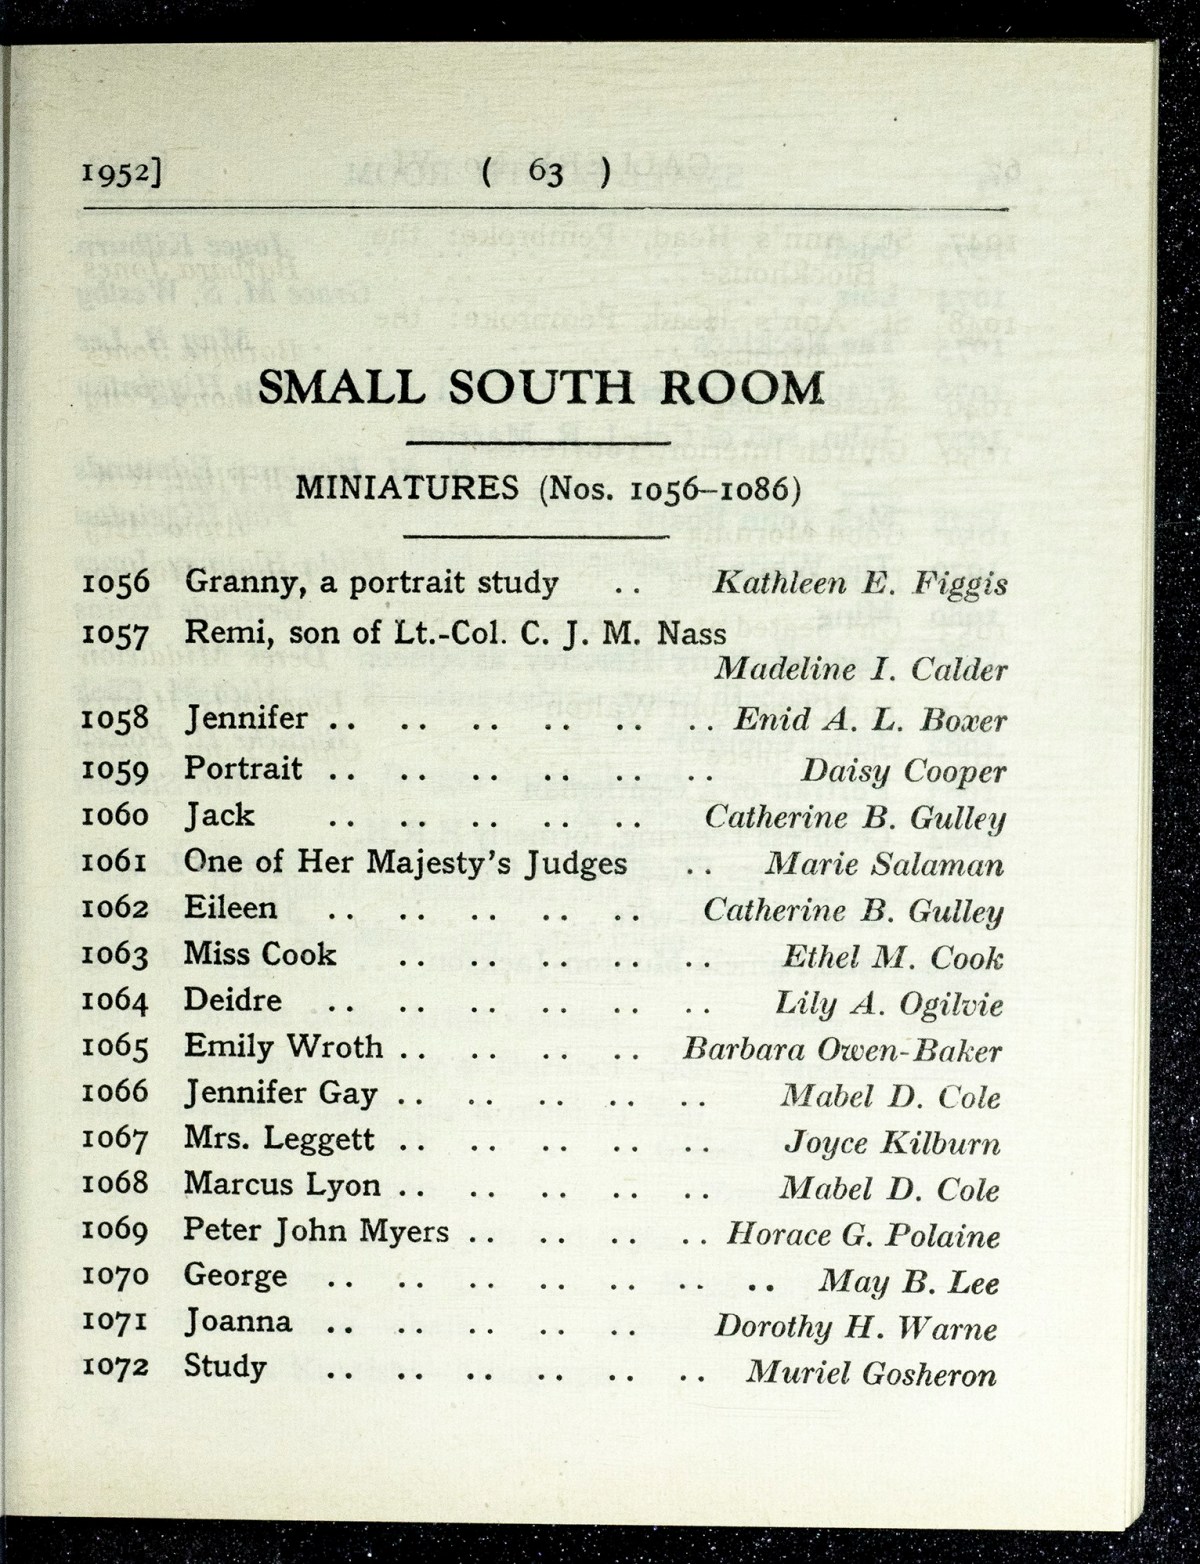 1952] ( 63 )
SMALL SOUTH ROOM
MINIATURES (Nos. 1056–1086)
1056 Granny, a portrait study .. Kathleen E. Figgis
1057 Remi, son of Lt.-Col. C. J. M. Nass
Madeline I. Calder
1058 Jennifer .. .. .. .. .. .. Enid A. L. Boxer
1059 Portrait .. .. .. .. .. .. Daisy Cooper
1060 Jack .. .. .. .. .. Catherine B. Gulley
1061 One of Her Majesty's Judges .. Marie Salaman
1062 Eileen .. .. .. .. .. Catherine B. Gulley
1063 Miss Cook .. .. .. .. .. Ethel M. Cook
1064 Deidre .. .. .. .. .. .. Lily A. Ogilvie
1065 Emily Wroth .. .. .. .. Barbara Owen-Baker
1066 Jennifer Gay .. .. .. .. .. Mabel D. Cole
1067 Mrs. Leggett .. .. .. .. .. Joyce Kilburn
1068 Marcus Lyon .. .. .. .. .. Mabel D. Cole
1069 Peter John Myers .. .. .. .. Horace G. Polaine
1070 George .. .. .. .. .. .. .. May B. Lee
1071 Joanna .. .. .. .. .. Dorothy H. Warne
1072 Study .. .. .. .. .. .. Muriel Gosheron